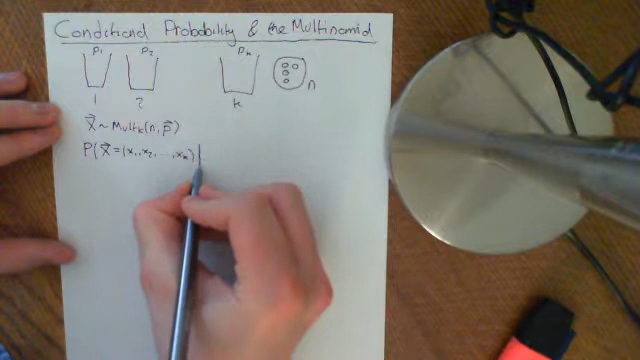 Conditional Probability & the Multinomial
p₁ p₂ pₖ
1 2 k n
X⃗ ~ Multₖ(n, p⃗)
P(X⃗ = (x₁, x₂, ..., xₖ) |